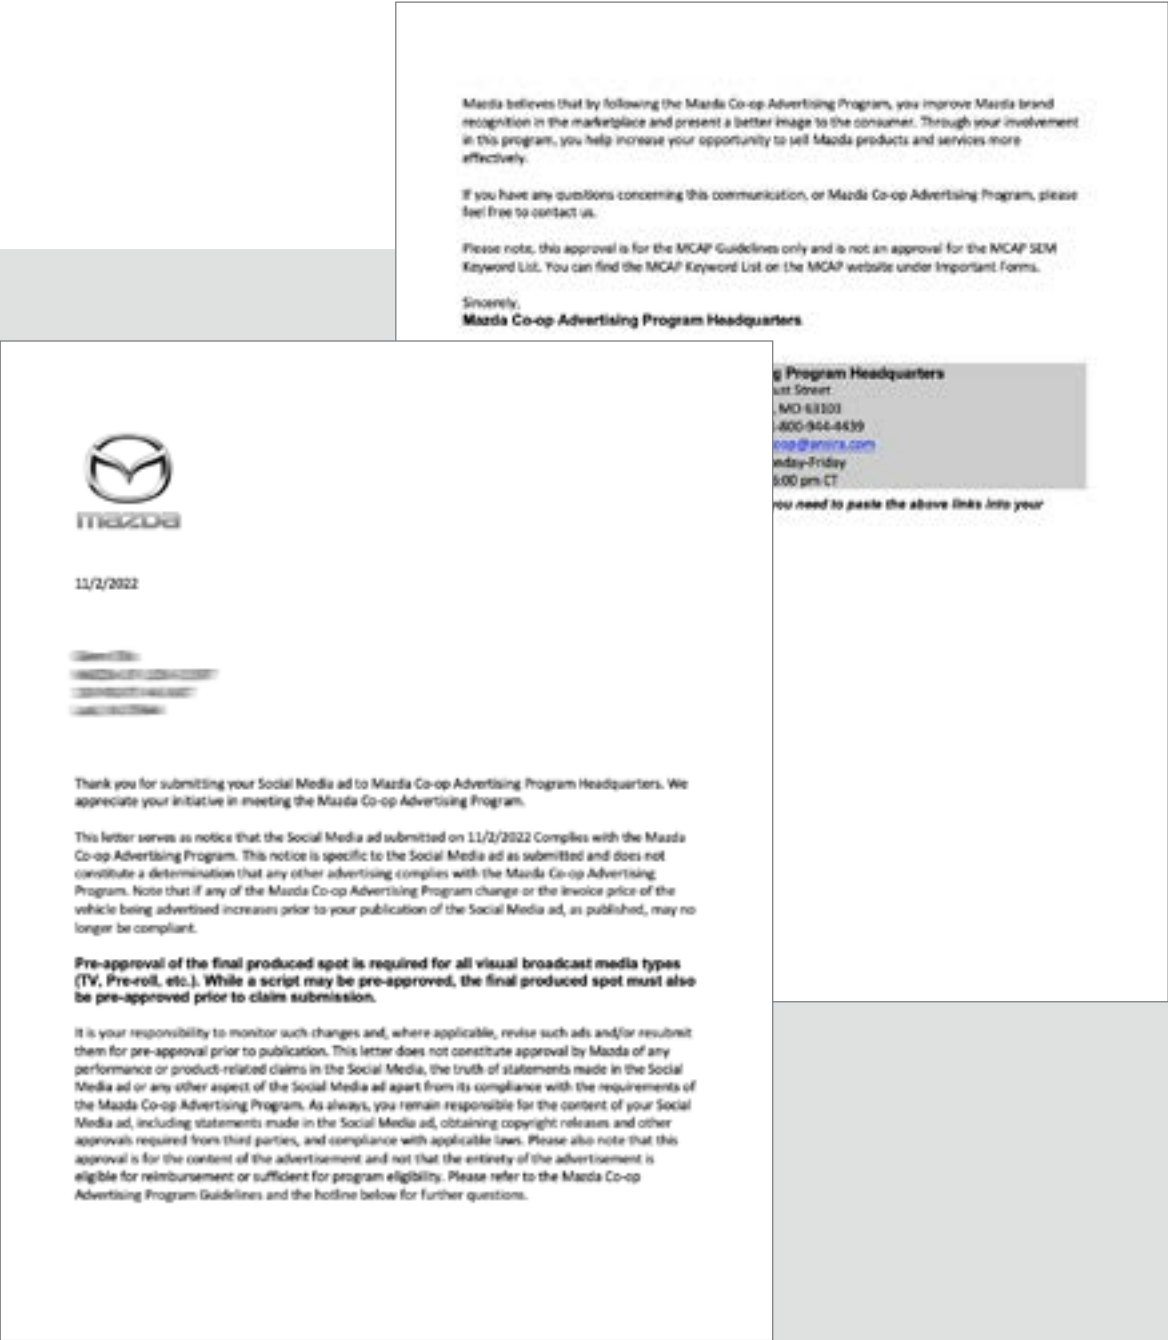 Mazda believes that by following the Mazda Co-op Advertising Program, you improve Mazda brand
recognition in the marketplace and present a better image to the consumer. Through your involvement
in this program, you help increase your opportunity to sell Mazda products and services more
effectively.
If you have any questions concerning this communication, or Mazda Co-op Advertising Program, please
feel free to contact us.
Please note, this approval is for the MCAP Guidelines only and is not an approval for the MCAP SEM
Keyword List. You can find the MCAP Keyword List on the MCAP website under Important Forms.
Sincerely,
Mazda Co-op Advertising Program Headquarters
g Program Headquarters
ust Street
, MO 63103
-800-944-4439
coop@ansira.com
nday-Friday
5:00 pm CT
you need to paste the above links into your
mazda
11/2/2022
Thank you for submitting your Social Media ad to Mazda Co-op Advertising Program Headquarters. We
appreciate your initiative in meeting the Mazda Co-op Advertising Program.
This letter serves as notice that the Social Media ad submitted on 11/2/2022 Complies with the Mazda
Co-op Advertising Program. This notice is specific to the Social Media ad as submitted and does not
constitute a determination that any other advertising complies with the Mazda Co-op Advertising
Program. Note that if any of the Mazda Co-op Advertising Program change or the invoice price of the
vehicle being advertised increases prior to your publication of the Social Media ad, as published, may no
longer be compliant.
Pre-approval of the final produced spot is required for all visual broadcast media types
(TV, Pre-roll, etc.). While a script may be pre-approved, the final produced spot must also
be pre-approved prior to claim submission.
It is your responsibility to monitor such changes and, where applicable, revise such ads and/or resubmit
them for pre-approval prior to publication. This letter does not constitute approval by Mazda of any
performance or product-related claims in the Social Media, the truth of statements made in the Social
Media ad or any other aspect of the Social Media ad apart from its compliance with the requirements of
the Mazda Co-op Advertising Program. As always, you remain responsible for the content of your Social
Media ad, including statements made in the Social Media ad, obtaining copyright releases and other
approvals required from third parties, and compliance with applicable laws. Please also note that this
approval is for the content of the advertisement and not that the entirety of the advertisement is
eligible for reimbursement or sufficient for program eligibility. Please refer to the Mazda Co-op
Advertising Program Guidelines and the hotline below for further questions.